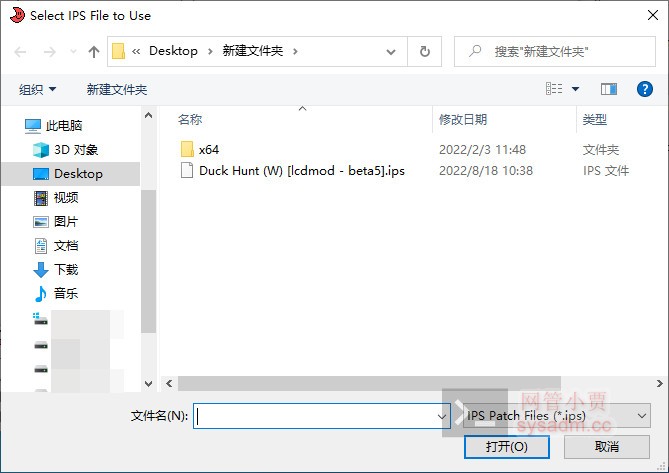 Select IPS File to Use
« Desktop › 新建文件夹 ›
搜索"新建文件夹"
组织
新建文件夹
名称 修改日期 类型
此电脑
3D 对象
Desktop
视频
图片
文档
下载
音乐
x64 2022/2/3 11:48 文件夹
Duck Hunt (W) [lcdmod - beta5].ips 2022/8/18 10:38 IPS 文件
文件名(N):
IPS Patch Files (*.ips)
打开(O)
取消
网管小贾
sysadm.cc